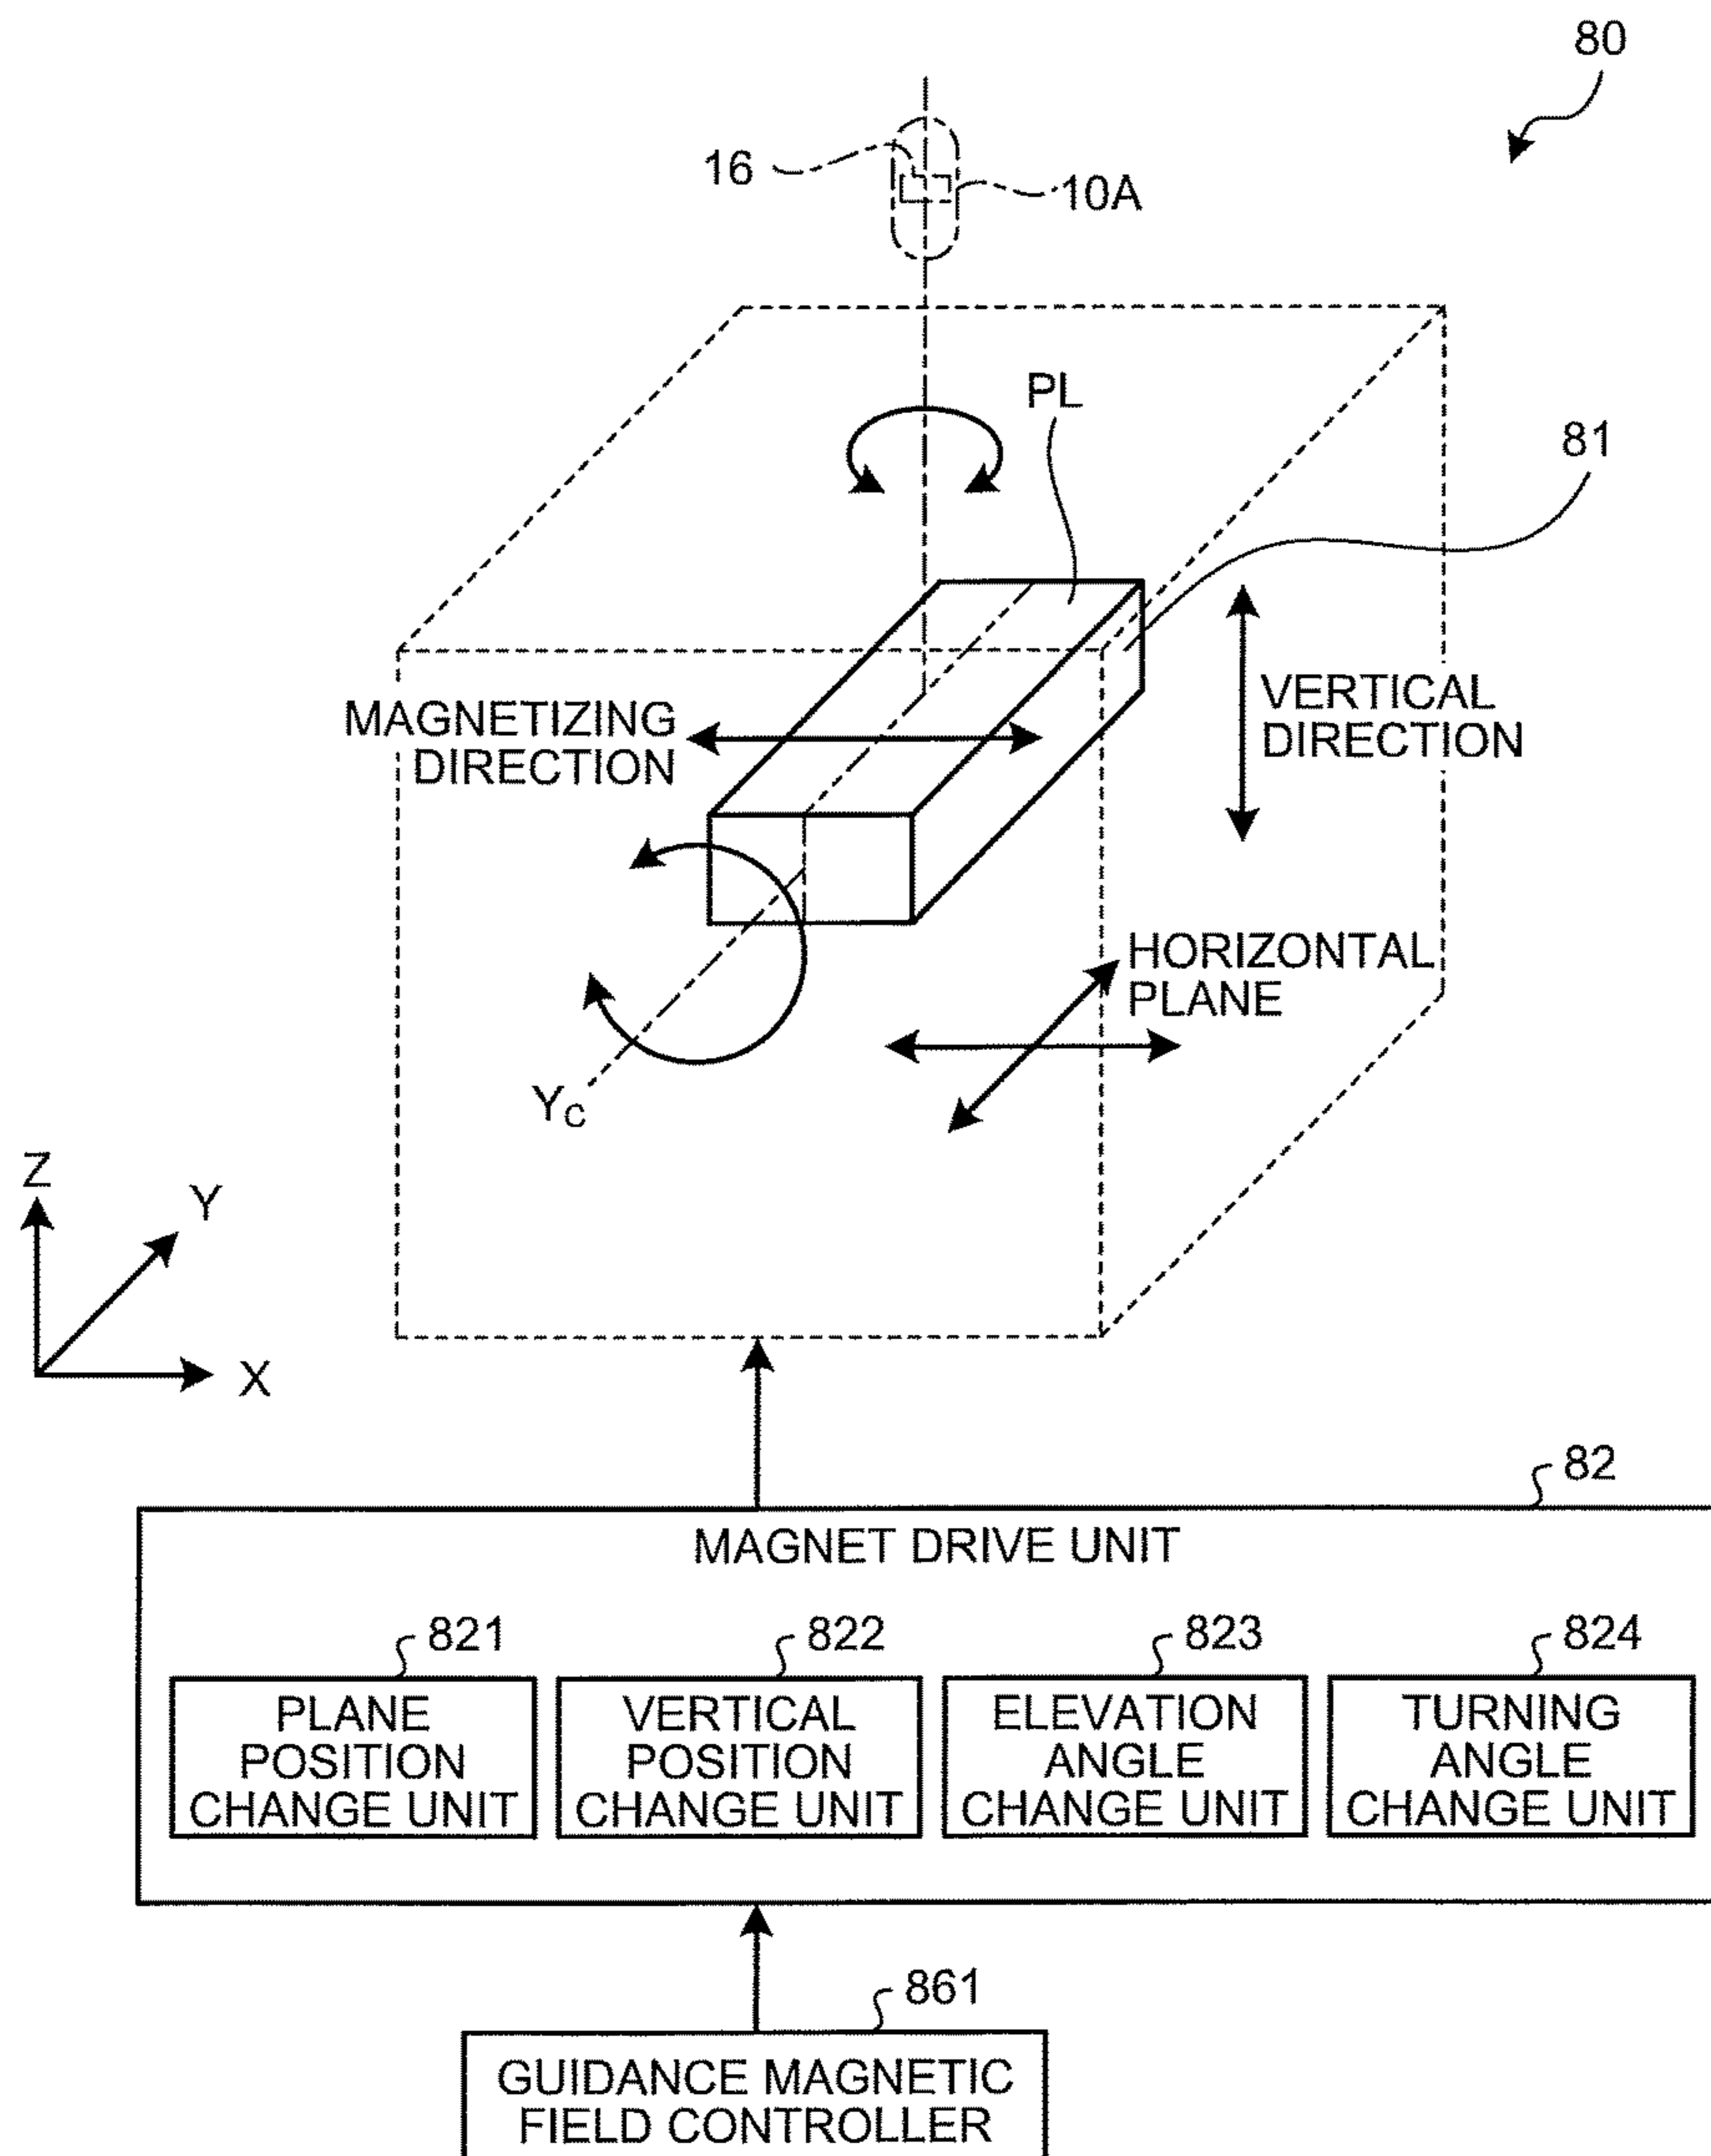 80
16
10A
PL
81
MAGNETIZING
DIRECTION
VERTICAL
DIRECTION
HORIZONTAL
PLANE
YC
Z
Y
X
82
MAGNET DRIVE UNIT
821
822
823
824
PLANE
POSITION
CHANGE UNIT
VERTICAL
POSITION
CHANGE UNIT
ELEVATION
ANGLE
CHANGE UNIT
TURNING
ANGLE
CHANGE UNIT
861
GUIDANCE MAGNETIC
FIELD CONTROLLER